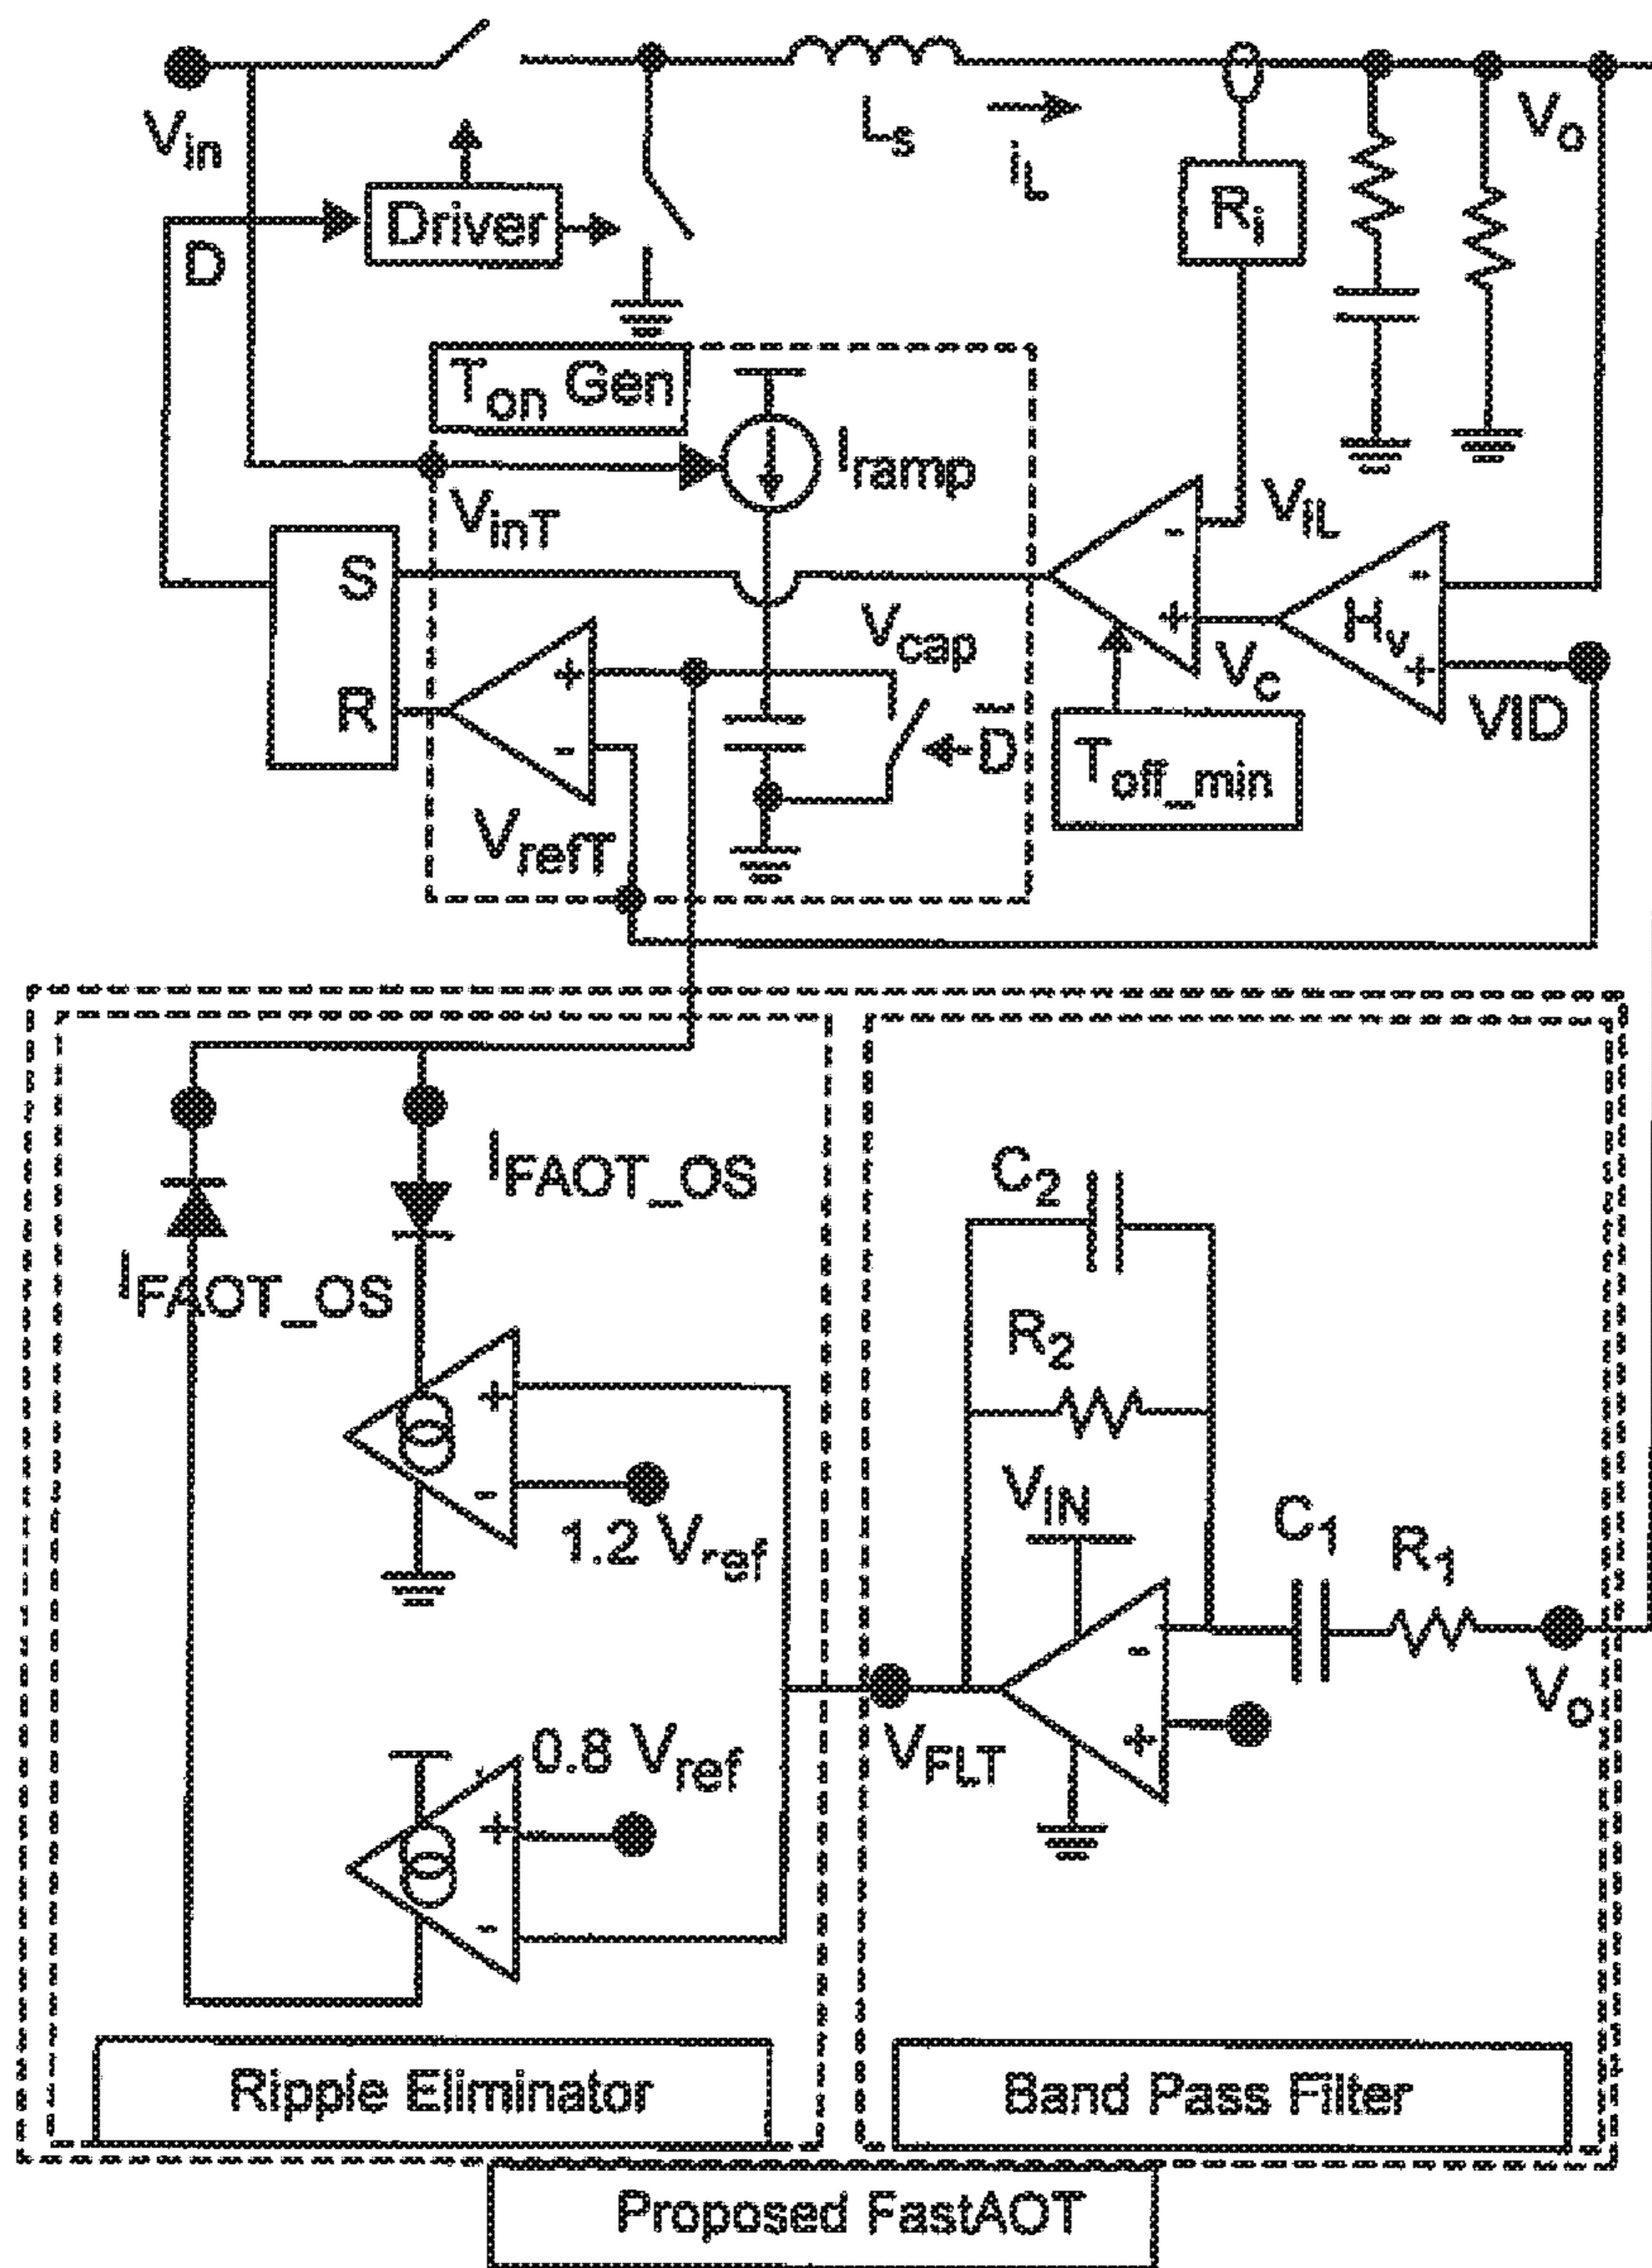 Vin
Ls
iL
Vo
Driver
Ri
D
Ton Gen
Iramp
VinT
ViL
S
Vcap
Hv
- +
- +
Vc
VID
R
+ -
D̅
Toff_min
VrefT
IFAOT_OS
C2
IFAOT_OS
R2
+ -
VIN
1.2 Vref
C1
R1
- +
Vo
0.8 Vref
VFLT
+ -
Ripple Eliminator
Band Pass Filter
Proposed FastAOT